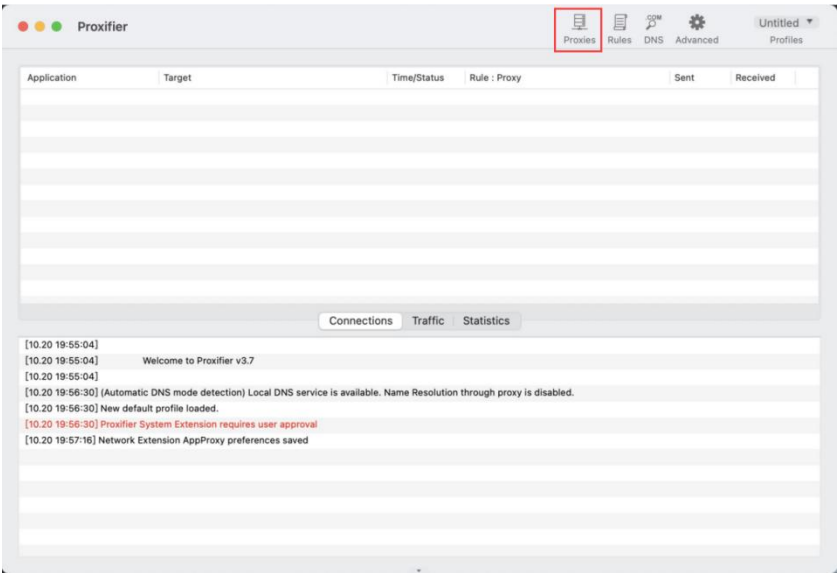 Proxifier
.COM
Untitled
Proxies Rules DNS Advanced Profiles
Application Target Time/Status Rule : Proxy Sent Received
Connections Traffic Statistics
[10.20 19:55:04]
[10.20 19:55:04] Welcome to Proxifier v3.7
[10.20 19:55:04]
[10.20 19:56:30] (Automatic DNS mode detection) Local DNS service is available. Name Resolution through proxy is disabled.
[10.20 19:56:30] New default profile loaded.
[10.20 19:56:30] Proxifier System Extension requires user approval
[10.20 19:57:16] Network Extension AppProxy preferences saved